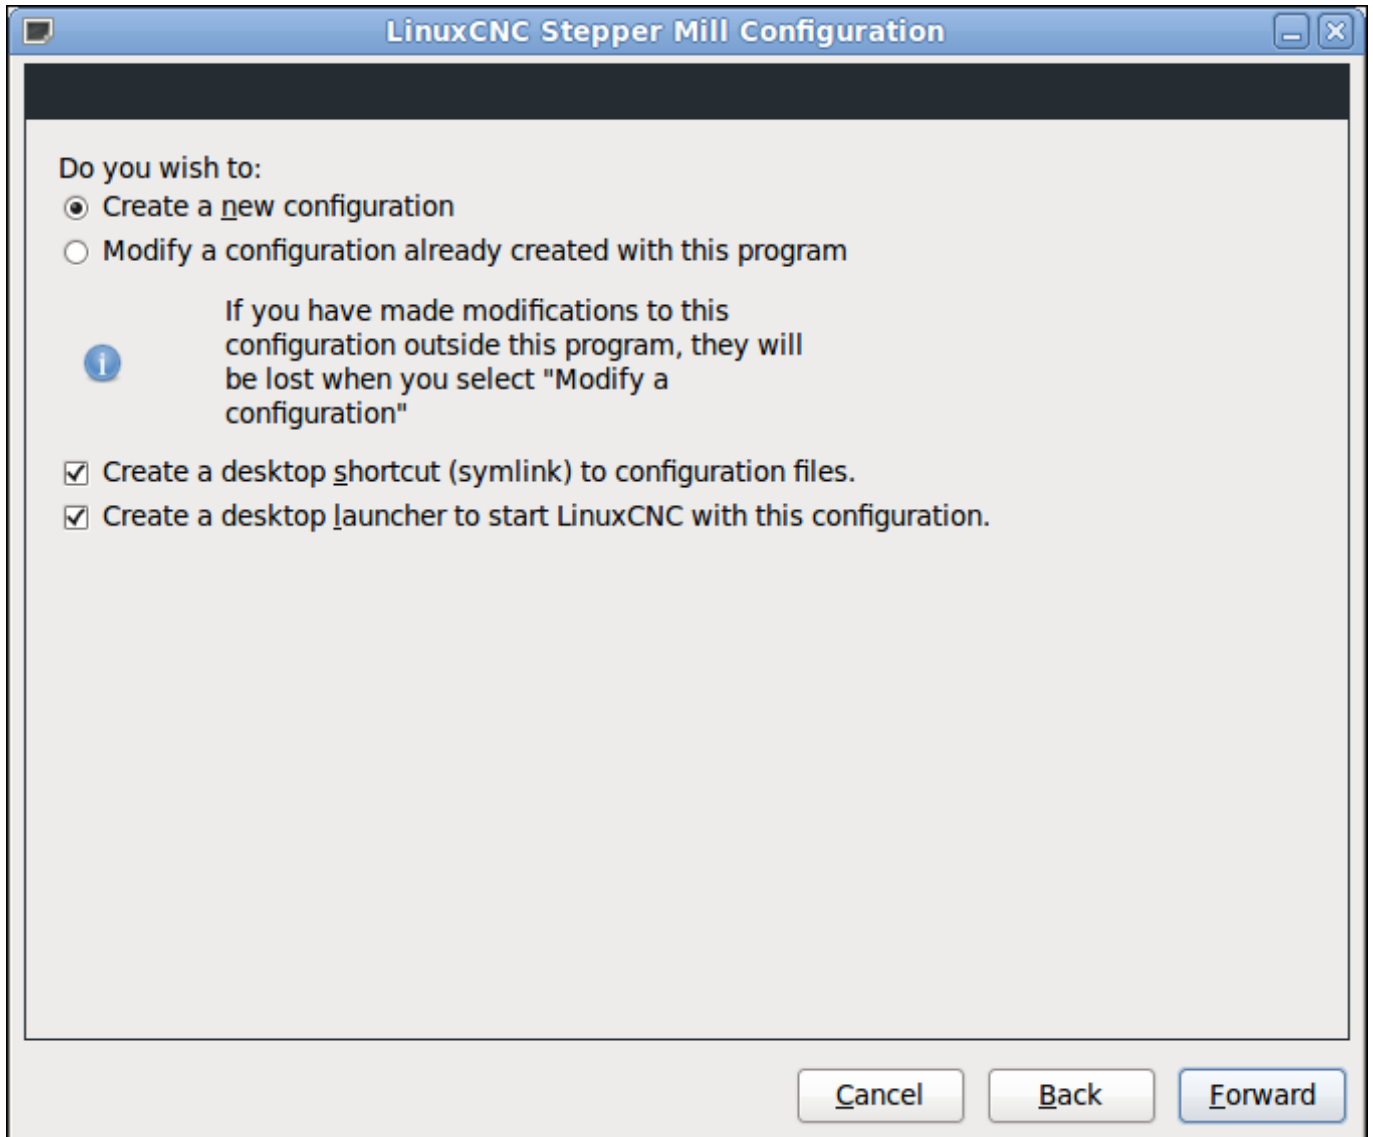 LinuxCNC Stepper Mill Configuration
Do you wish to:
Create a new configuration
Modify a configuration already created with this program
If you have made modifications to this
configuration outside this program, they will
be lost when you select "Modify a
configuration"
Create a desktop shortcut (symlink) to configuration files.
Create a desktop launcher to start LinuxCNC with this configuration.
Cancel
Back
Forward